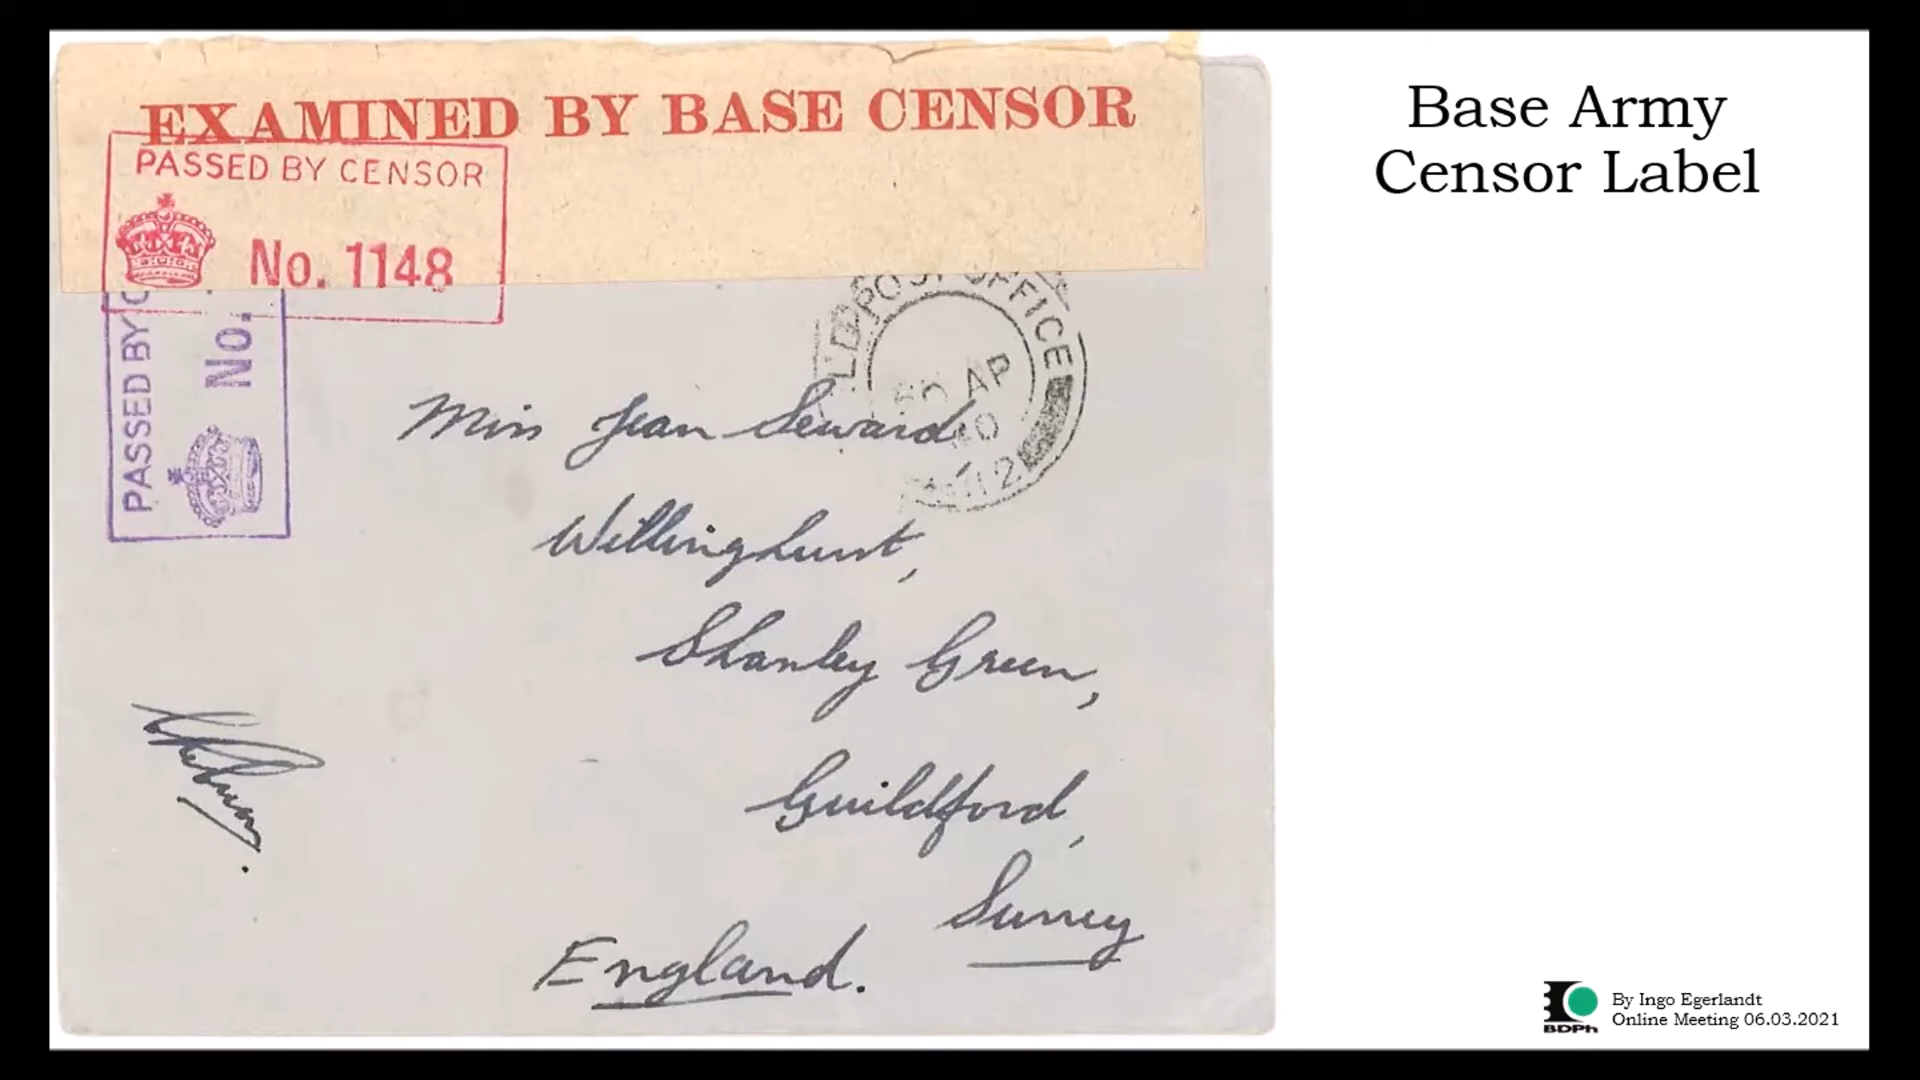 EXAMINED BY BASE CENSOR
PASSED BY CENSOR
No. 1148
PASSED BY C
No.
POST OFFICE
AP
40
Miss Jean Seward
Willinghurst,
Shamley Green,
Guildford,
Surrey
England.
Base Army
Censor Label
BDPh
By Ingo Egerlandt
Online Meeting 06.03.2021